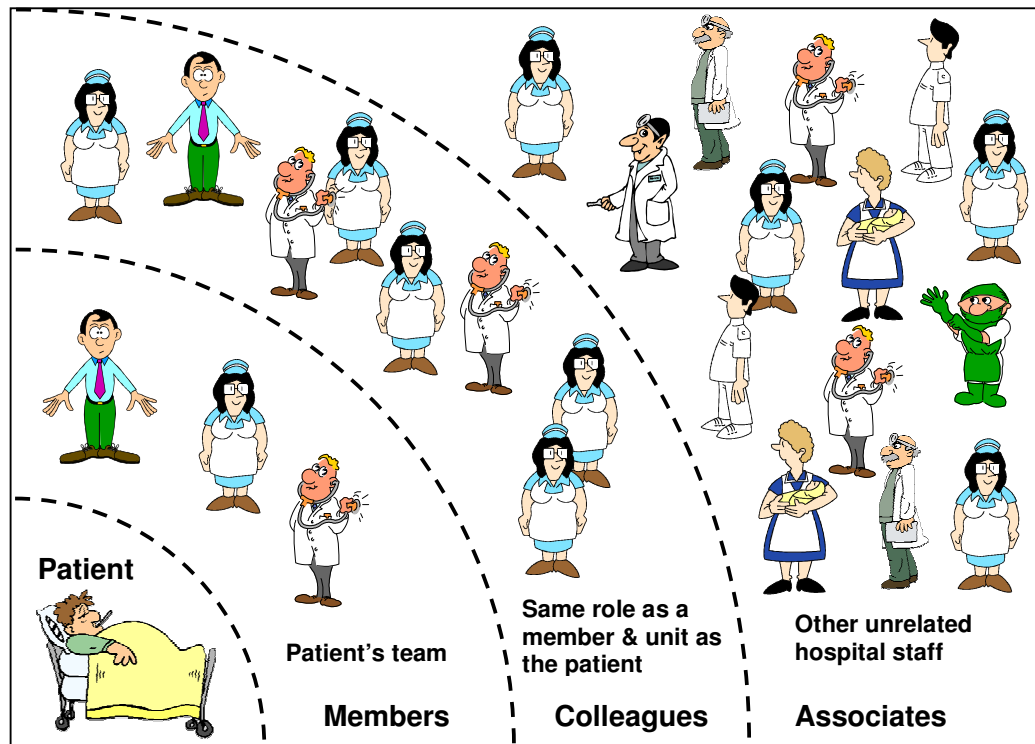 Patient
Patient's team
Members
Same role as a
member & unit as
the patient
Colleagues
Other unrelated
hospital staff
Associates